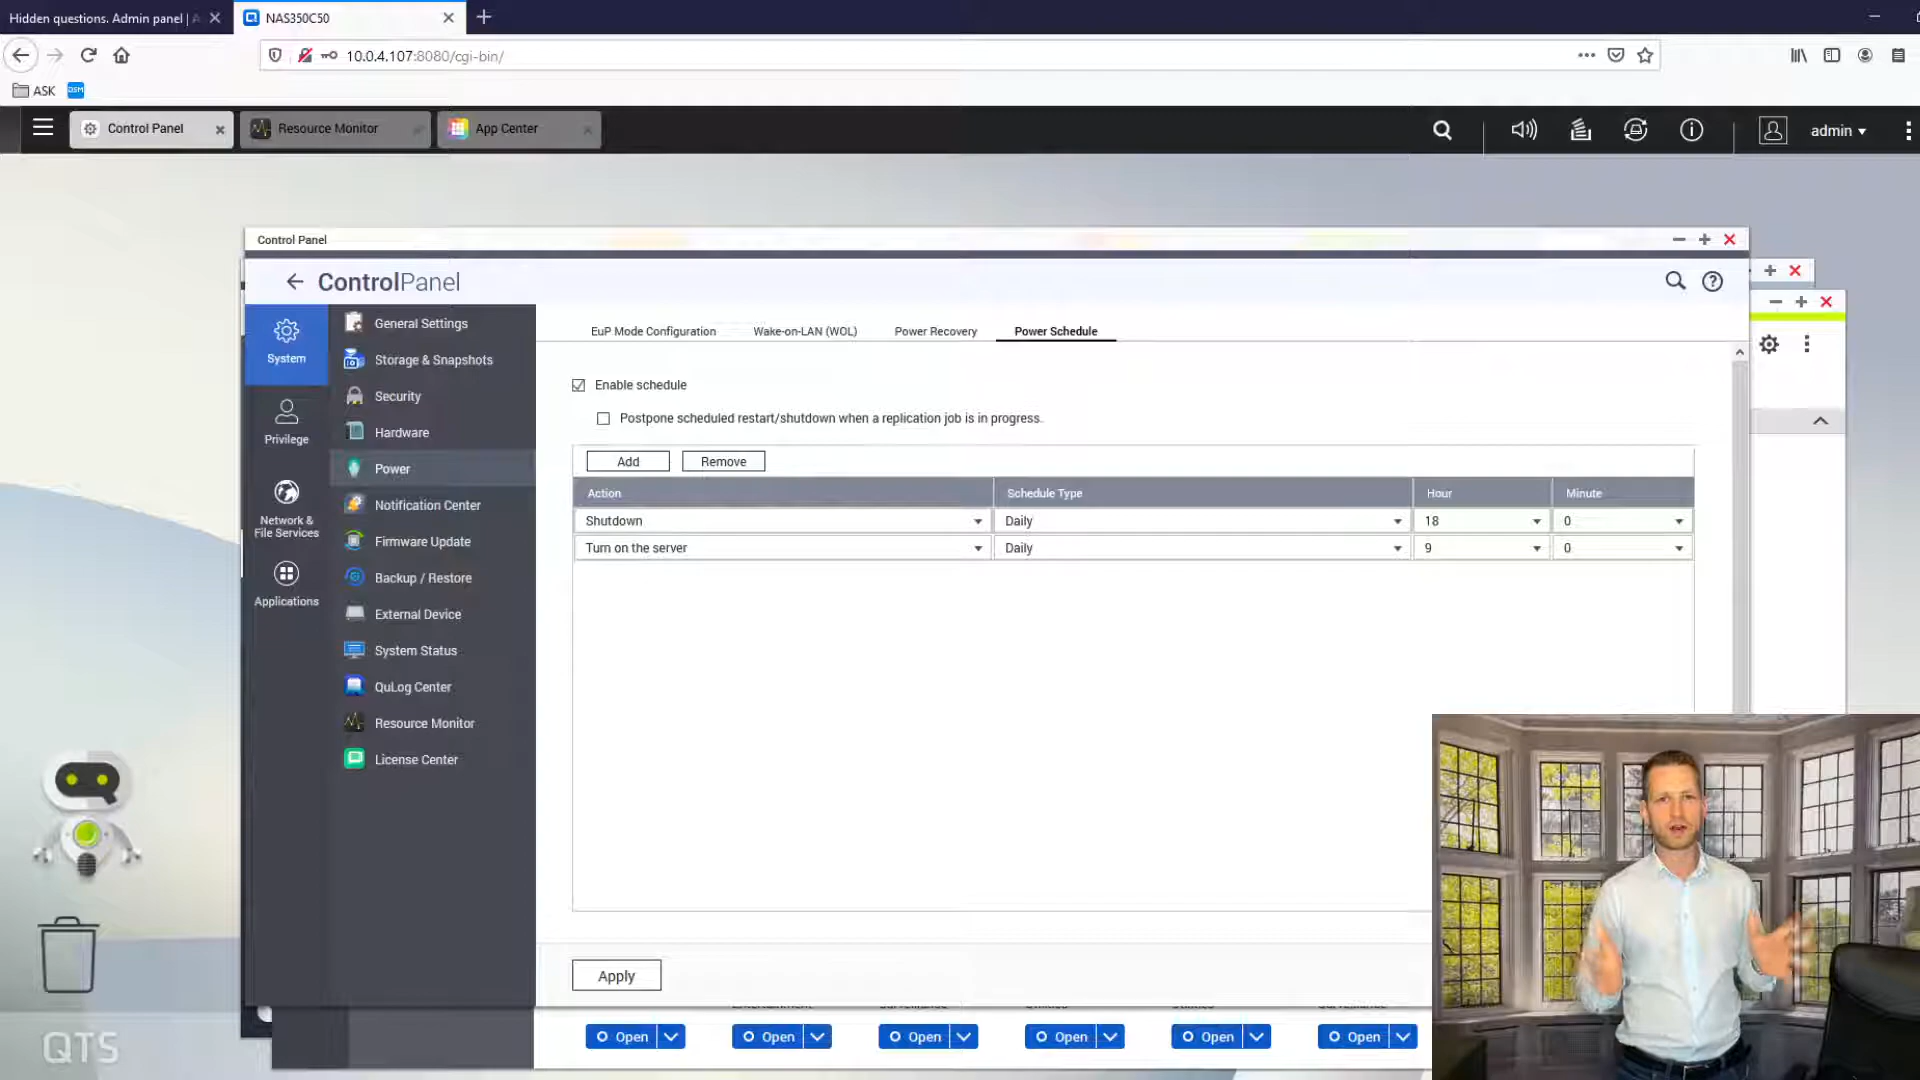 Hidden questions. Admin panel |
NAS350C50
10.0.4.107:8080/cgi-bin/
ASK
DSM
Control Panel
Resource Monitor
App Center
admin
Control Panel
ControlPanel
System
Privilege
Network &
File Services
Applications
General Settings
Storage & Snapshots
Security
Hardware
Power
Notification Center
Firmware Update
Backup / Restore
External Device
System Status
QuLog Center
Resource Monitor
License Center
EuP Mode Configuration
Wake-on-LAN (WOL)
Power Recovery
Power Schedule
Enable schedule
Postpone scheduled restart/shutdown when a replication job is in progress.
Add
Remove
Action
Schedule Type
Hour
Minute
Shutdown
Daily
18
0
Turn on the server
Daily
9
0
Apply
Open
Open
Open
Open
Open
Open
QTS